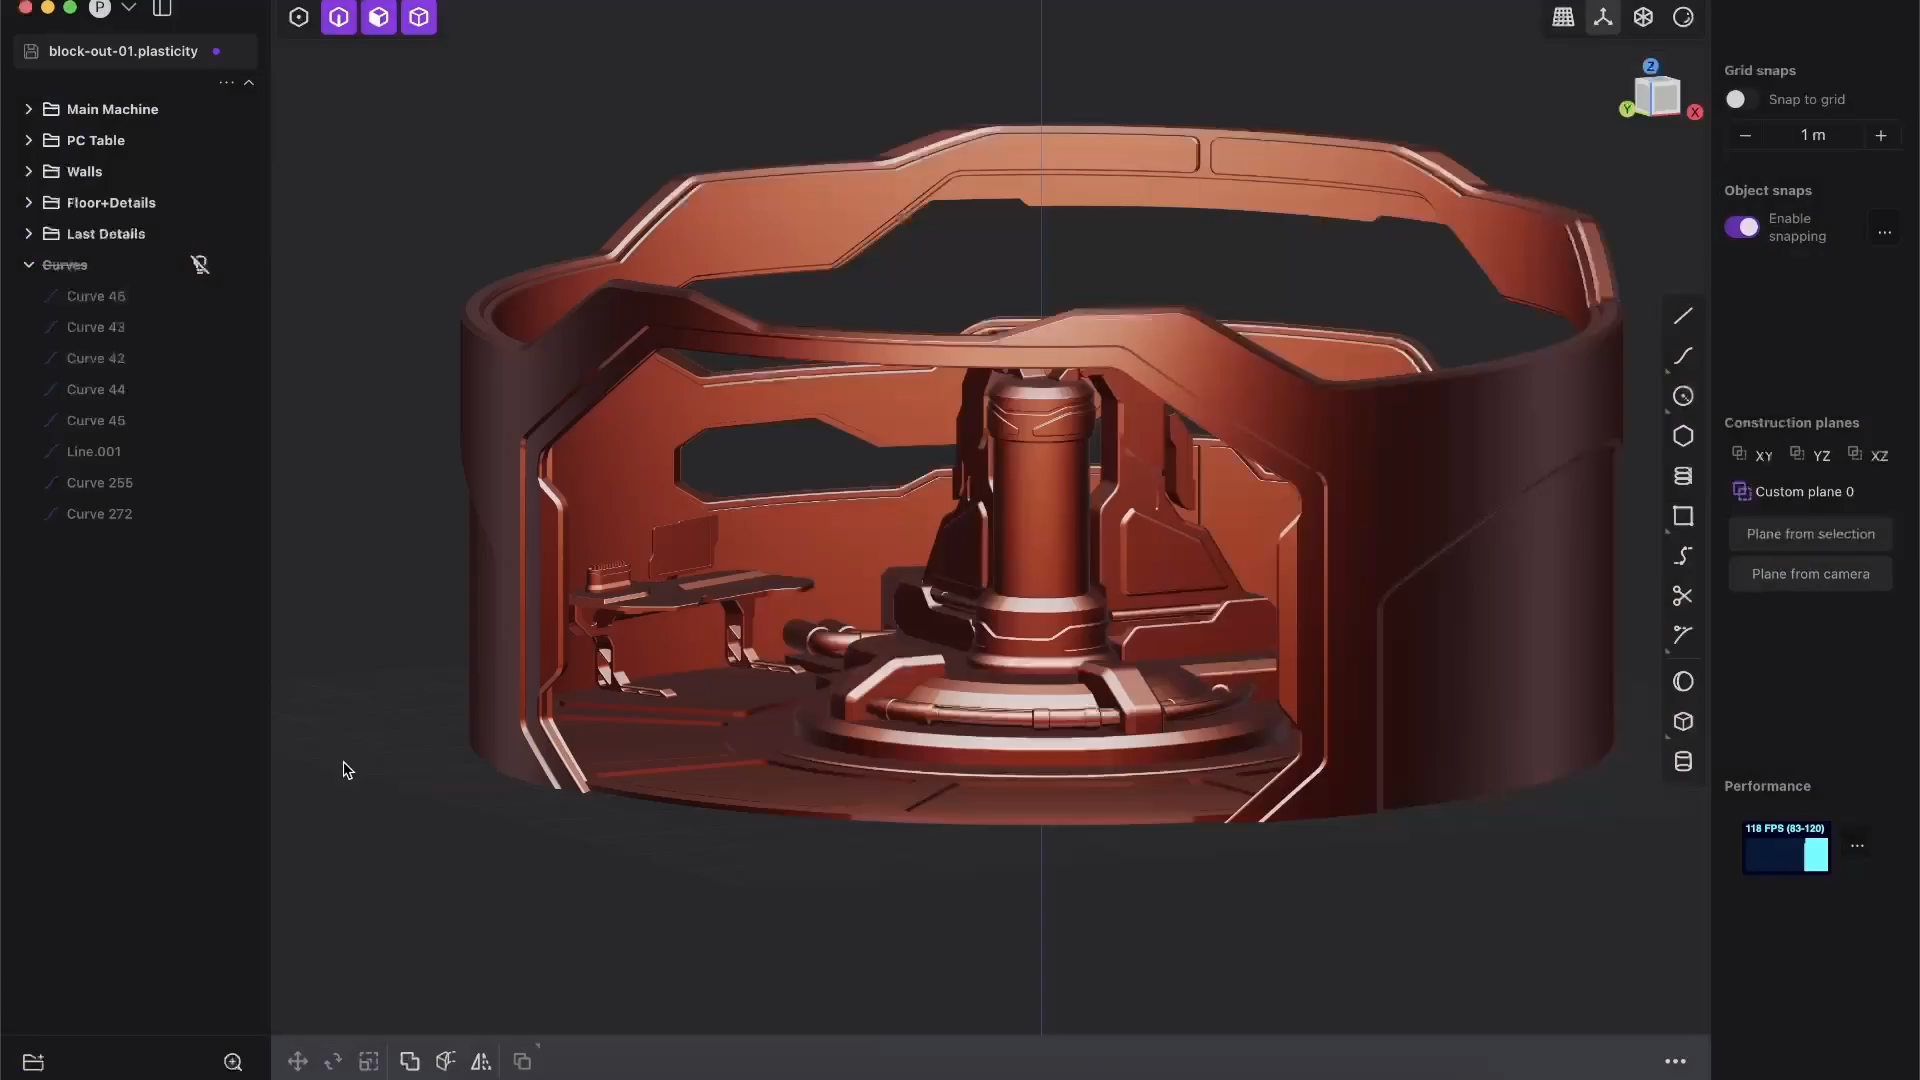 P
block-out-01.plasticity
Main Machine
PC Table
Walls
Floor+Details
Last Details
Curves
Curve 46
Curve 43
Curve 42
Curve 44
Curve 45
Line.001
Curve 255
Curve 272
Z
Y
X
Grid snaps
Snap to grid
1 m
Object snaps
Enable
snapping
Construction planes
XY
YZ
XZ
Custom plane 0
Plane from selection
Plane from camera
Performance
118 FPS (83-120)